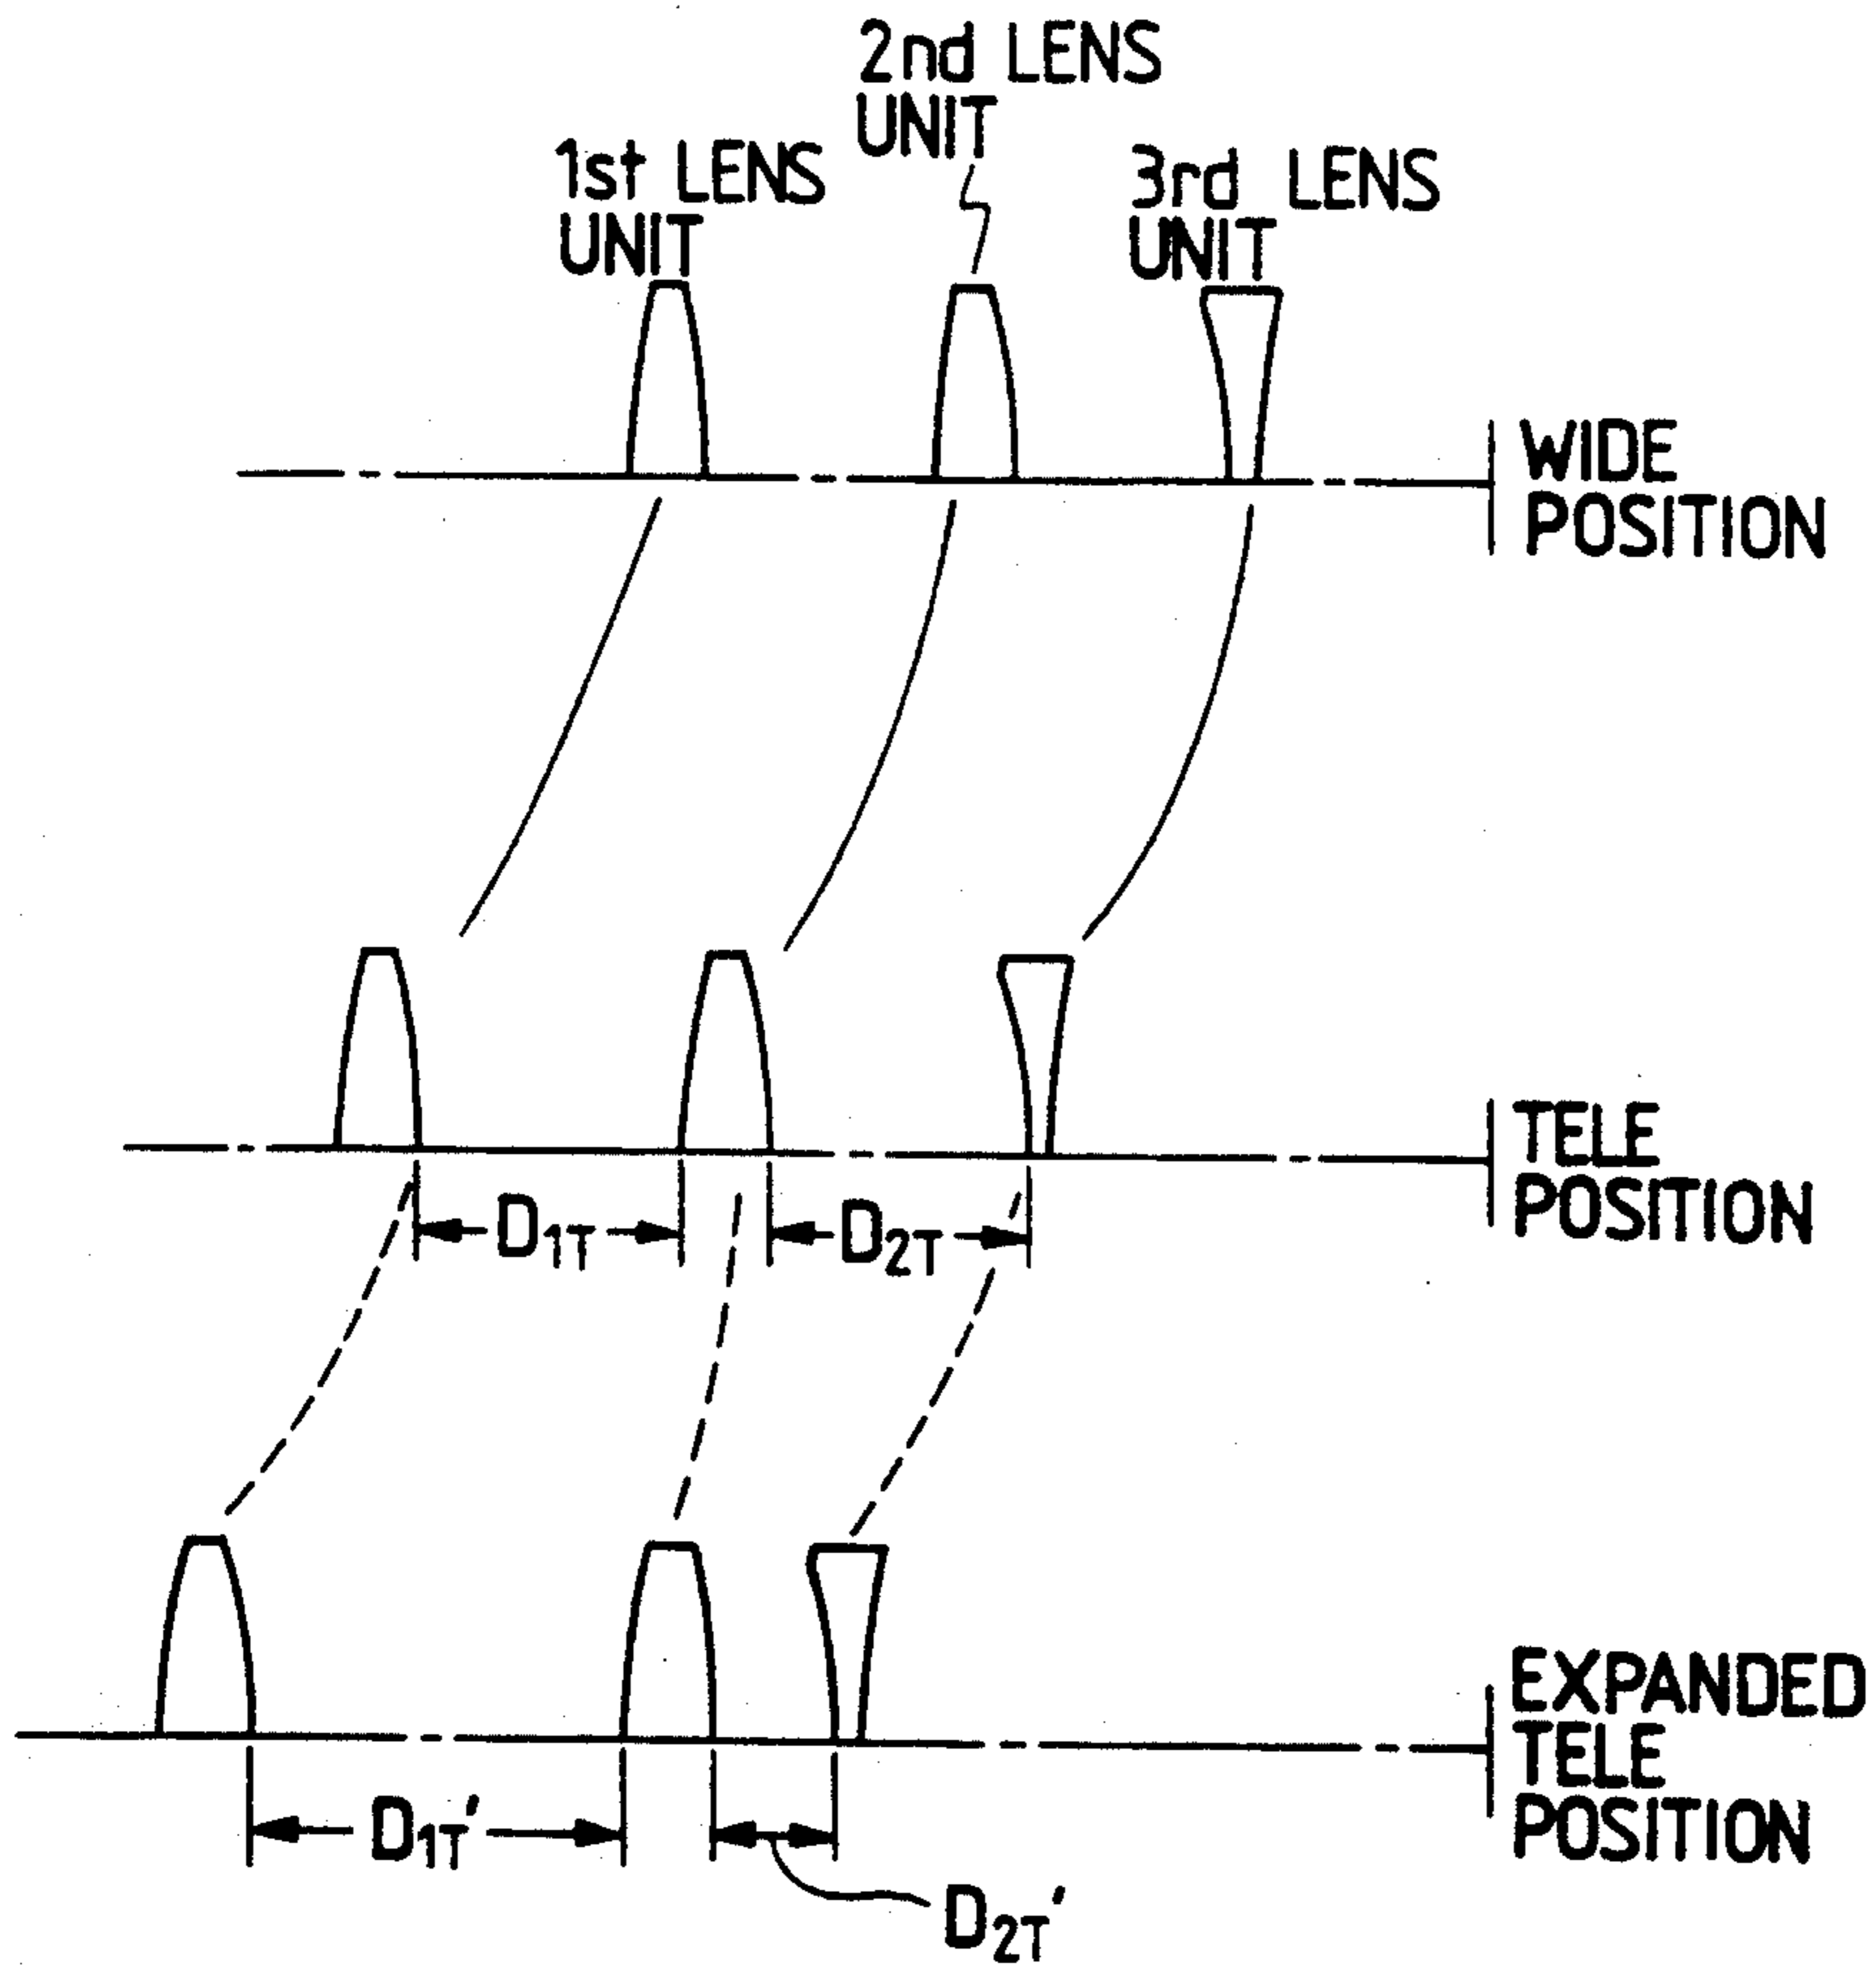 2nd LENS
UNIT
1st LENS
UNIT
3rd LENS
UNIT
WIDE
POSITION
TELE
POSITION
D1T
D2T
EXPANDED
TELE
POSITION
D1T'
D2T'